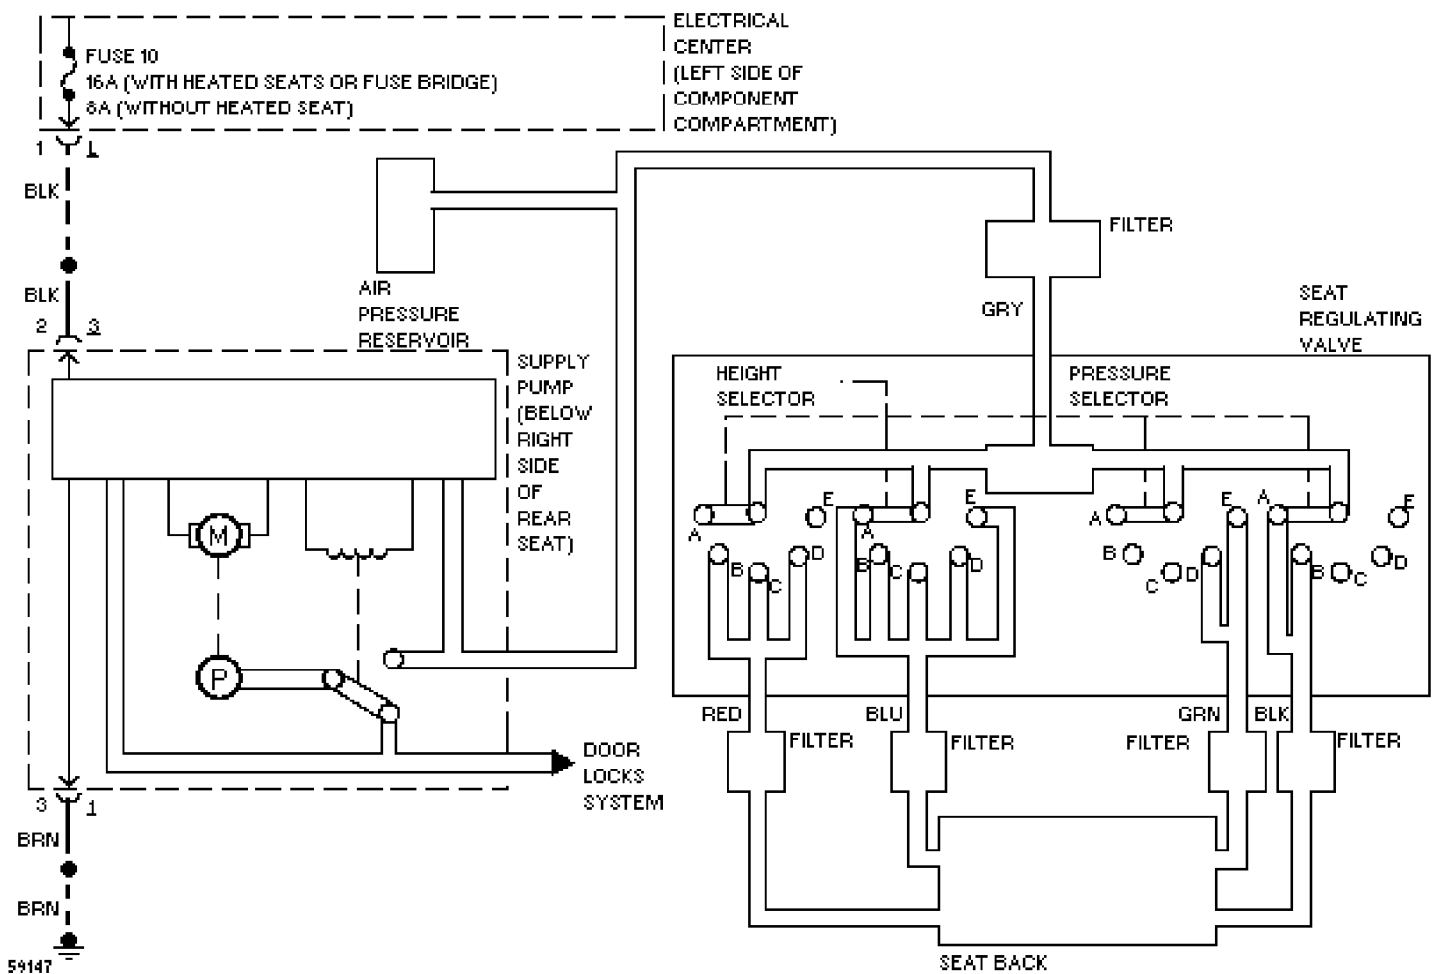 ELECTRICAL
CENTER
(LEFT SIDE OF
COMPONENT
COMPARTMENT)
FUSE 10
16A (WITH HEATED SEATS OR FUSE BRIDGE)
8A (WITHOUT HEATED SEAT)
1 1
BLK
BLK
2 3
AIR
PRESSURE
RESERVOIR
FILTER
GRY
SEAT
REGULATING
VALVE
SUPPLY
PUMP
(BELOW
RIGHT
SIDE
OF
REAR
SEAT)
HEIGHT
SELECTOR
PRESSURE
SELECTOR
M
P
A B C D E
A B C D E
A B C D E
A B C D E
RED
BLU
GRN
BLK
FILTER
FILTER
FILTER
FILTER
DOOR
LOCKS
SYSTEM
3 1
BRN
BRN
59147
SEAT BACK